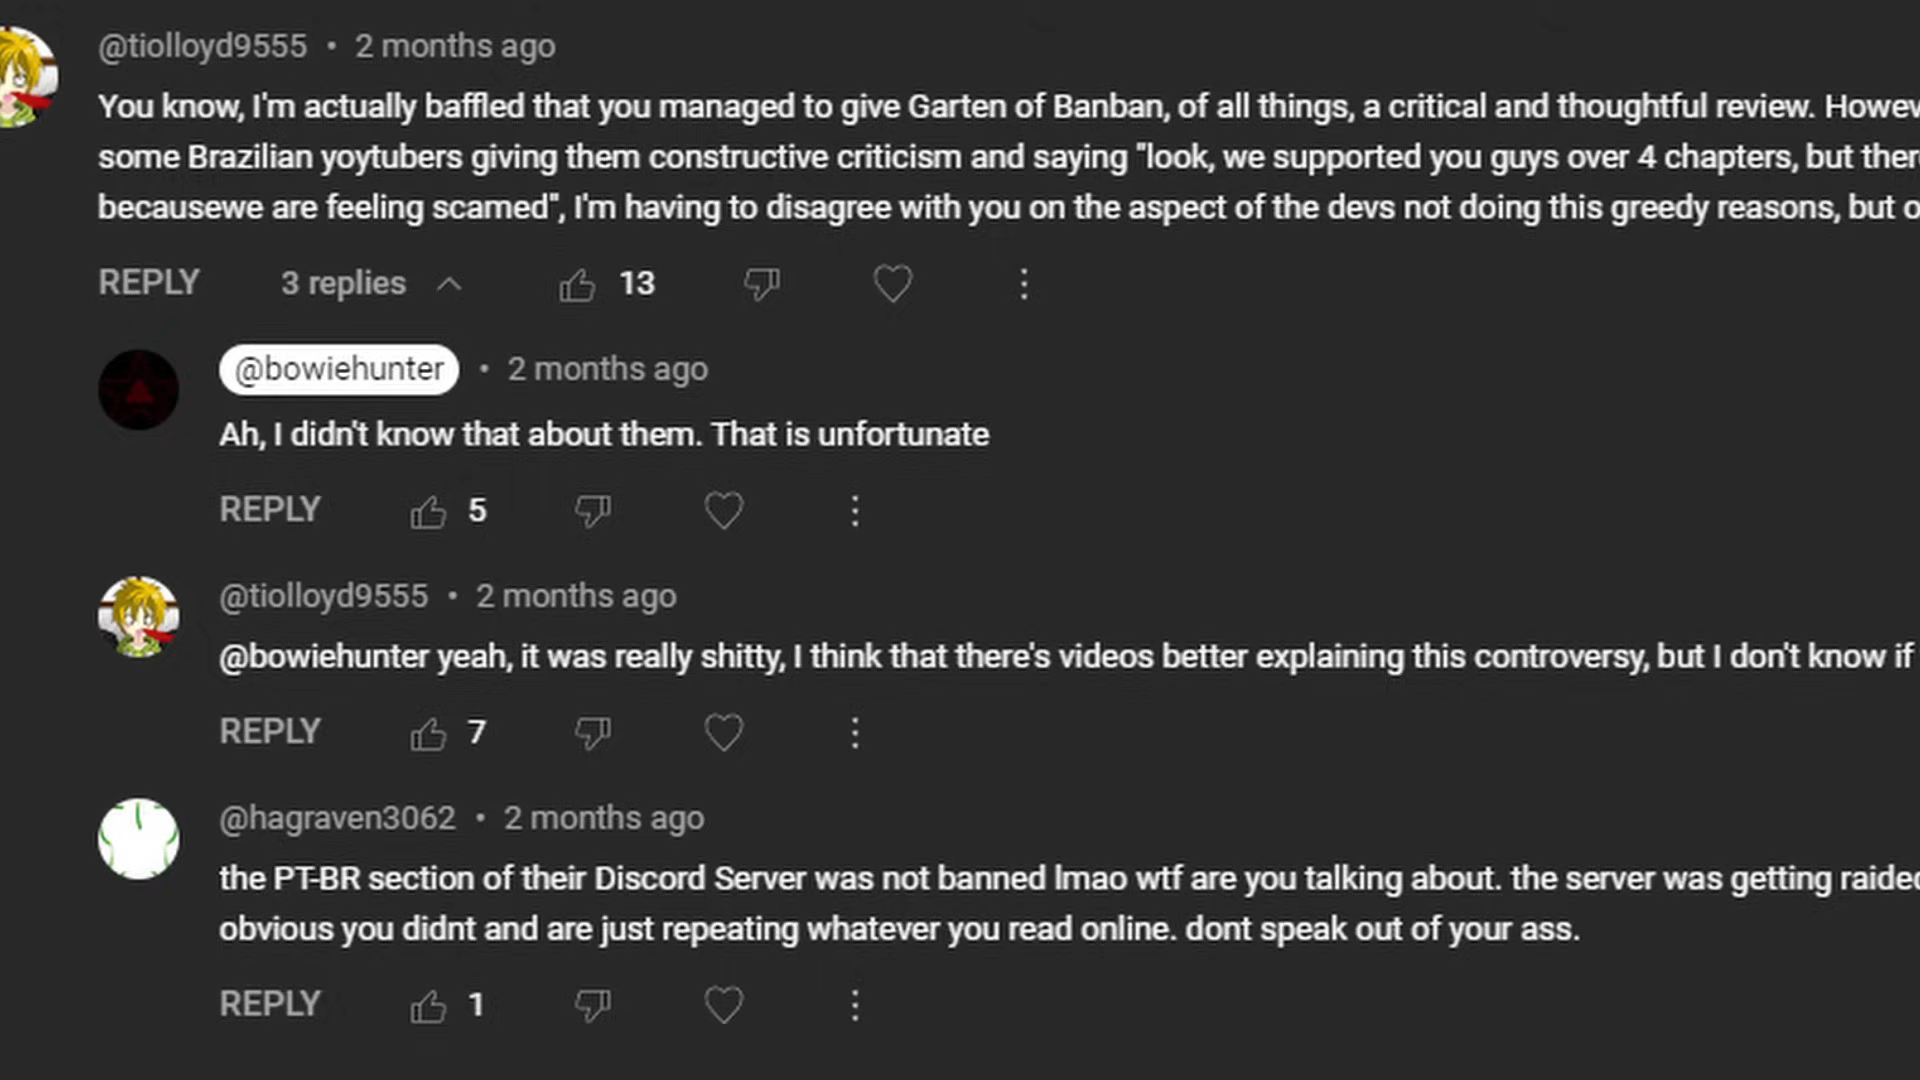 @tiolloyd9555 • 2 months ago
You know, I'm actually baffled that you managed to give Garten of Banban, of all things, a critical and thoughtful review. Howev
some Brazilian yoytubers giving them constructive criticism and saying "look, we supported you guys over 4 chapters, but ther
becausewe are feeling scamed", I'm having to disagree with you on the aspect of the devs not doing this greedy reasons, but o
REPLY 3 replies 13
@bowiehunter • 2 months ago
Ah, I didn't know that about them. That is unfortunate
REPLY 5
@tiolloyd9555 • 2 months ago
@bowiehunter yeah, it was really shitty, I think that there's videos better explaining this controversy, but I don't know if
REPLY 7
@hagraven3062 • 2 months ago
the PT-BR section of their Discord Server was not banned lmao wtf are you talking about. the server was getting raided
obvious you didnt and are just repeating whatever you read online. dont speak out of your ass.
REPLY 1